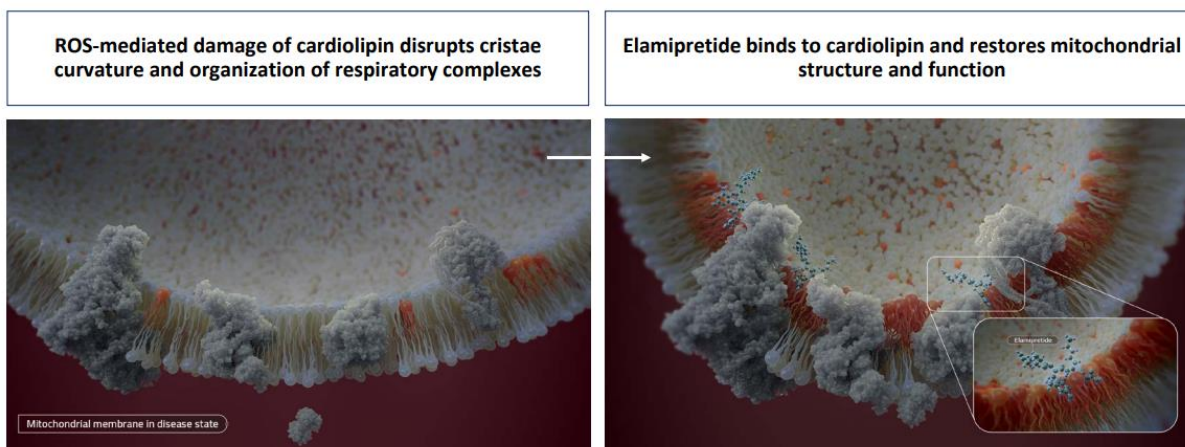 ROS-mediated damage of cardiolipin disrupts cristae
curvature and organization of respiratory complexes
Elamipretide binds to cardiolipin and restores mitochondrial
structure and function
Elamipretide
Mitochondrial membrane in disease state